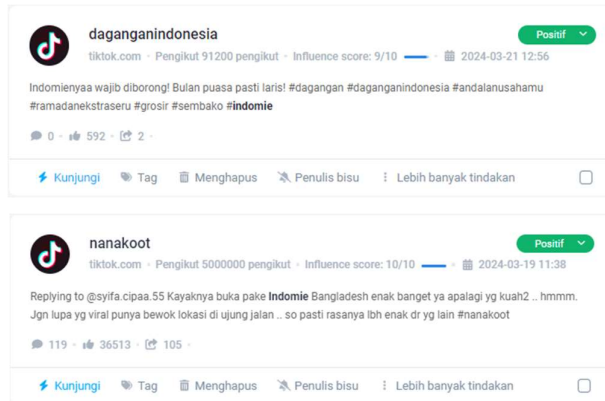 daganganindonesia
Positif
tiktok.com • Pengikut 91200 pengikut • Influence score: 9/10 • 2024-03-21 12:56
Indomienyaa wajib diborong! Bulan puasa pasti laris! #dagangan #daganganindonesia #andalanusahamu
#ramadanekstraseru #grosir #sembako #indomie
0 • 592 • 2 •
Kunjungi Tag Menghapus Penulis bisu Lebih banyak tindakan
nanakoot
Positif
tiktok.com • Pengikut 5000000 pengikut • Influence score: 10/10 • 2024-03-19 11:38
Replying to @syifa.cipaa.55 Kayaknya buka pake Indomie Bangladesh enak banget ya apalagi yg kuah2 .. hmmm.
Jgn lupa yg viral punya bewok lokasi di ujung jalan .. so pasti rasanya lbh enak dr yg lain #nanakoot
119 • 36513 • 105 •
Kunjungi Tag Menghapus Penulis bisu Lebih banyak tindakan